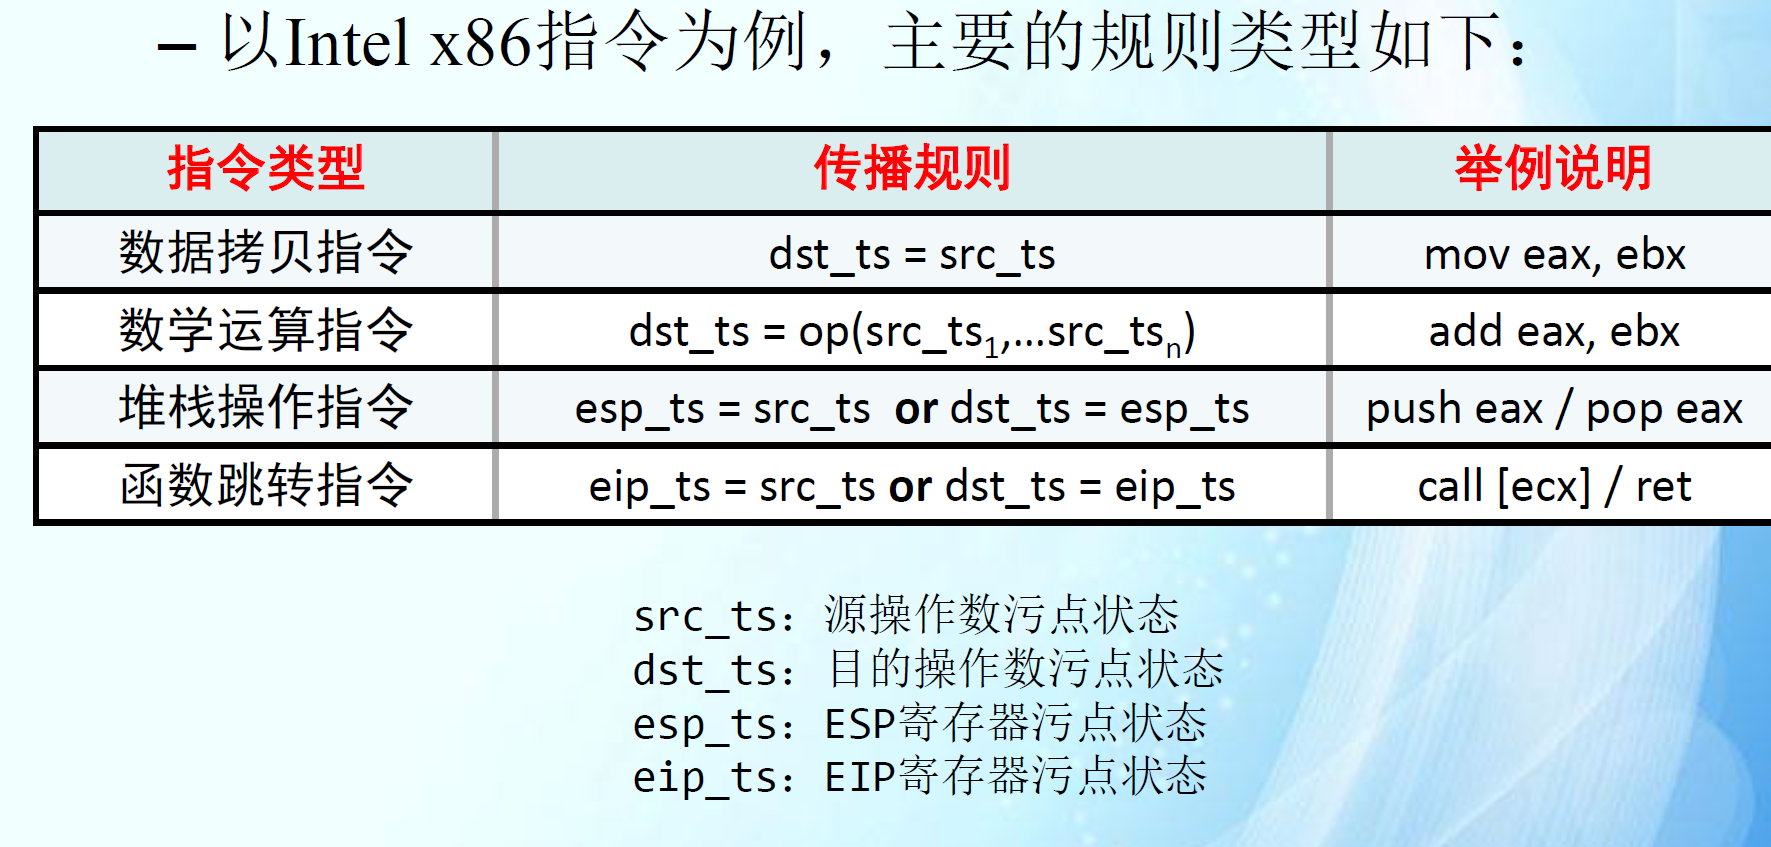 – 以Intel x86指令为例，主要的规则类型如下：
指令类型 传播规则 举例说明
数据拷贝指令 dst_ts = src_ts mov eax, ebx
数学运算指令 dst_ts = op(src_ts1,...src_tsn) add eax, ebx
堆栈操作指令 esp_ts = src_ts or dst_ts = esp_ts push eax / pop eax
函数跳转指令 eip_ts = src_ts or dst_ts = eip_ts call [ecx] / ret
src_ts：源操作数污点状态
dst_ts：目的操作数污点状态
esp_ts：ESP寄存器污点状态
eip_ts：EIP寄存器污点状态